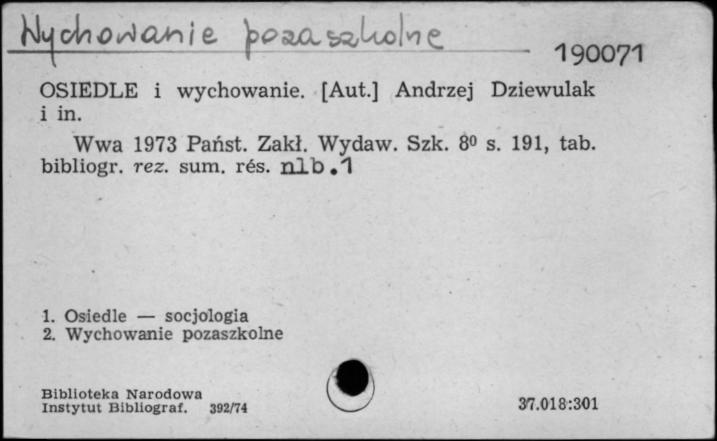 Wychowanie pozaszkolne
190071
OSIEDLE i wychowanie. [Aut.] Andrzej Dziewulak
i in.
Wwa 1973 Państ. Zakł. Wydaw. Szk. 8⁰ s. 191, tab.
bibliogr. rez. sum. rés. nlb.1
1. Osiedle — socjologia
2. Wychowanie pozaszkolne
Biblioteka Narodowa
Instytut Bibliograf. 392/74
37.018:301